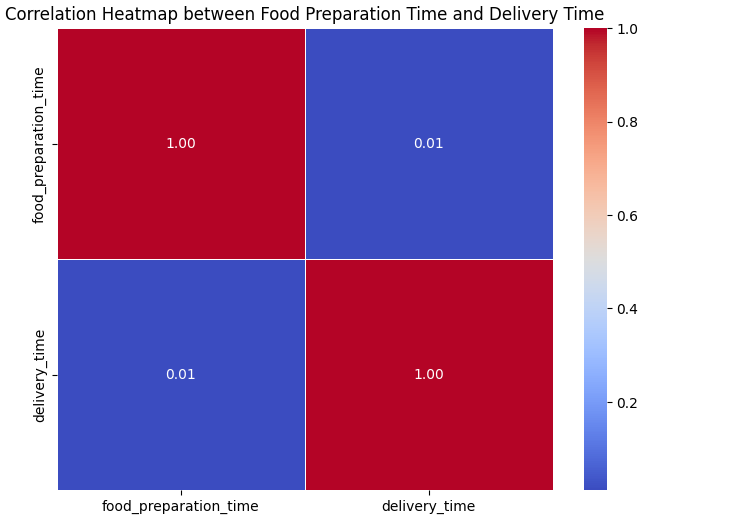 Correlation Heatmap between Food Preparation Time and Delivery Time
food_preparation_time
delivery_time
1.00
0.01
0.01
1.00
food_preparation_time
delivery_time
1.0
0.8
0.6
0.4
0.2